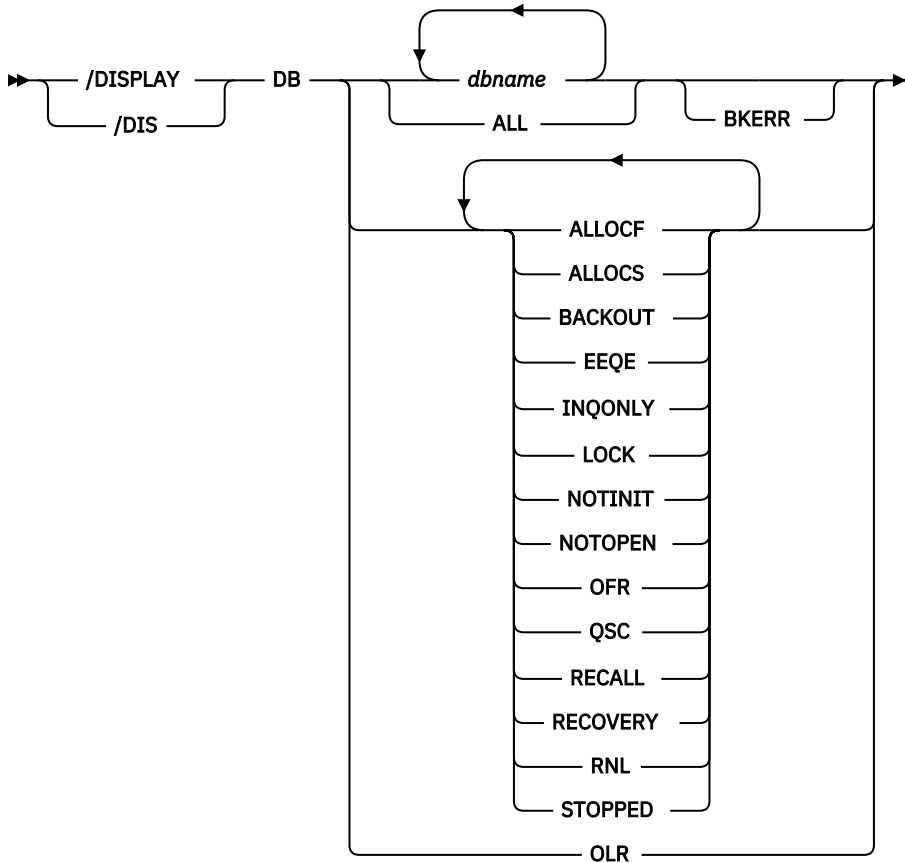 /DISPLAY DB dbname
/DIS ALL BKERR
ALLOCF
ALLOCS
BACKOUT
EEQE
INQONLY
LOCK
NOTINIT
NOTOPEN
OFR
QSC
RECALL
RECOVERY
RNL
STOPPED
OLR